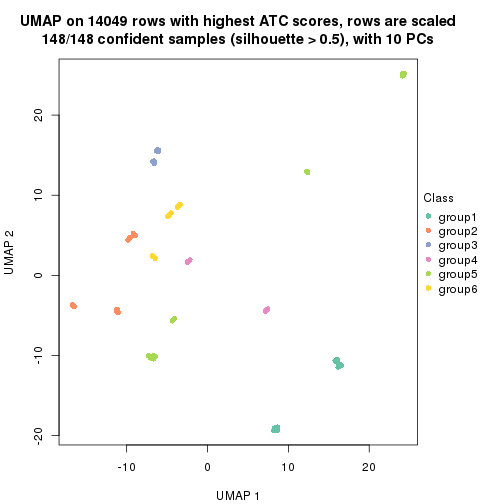 UMAP on 14049 rows with highest ATC scores, rows are scaled
148/148 confident samples (silhouette > 0.5), with 10 PCs
20
10
0
-10
-20
UMAP 2
-10
0
10
20
UMAP 1
Class
group1
group2
group3
group4
group5
group6